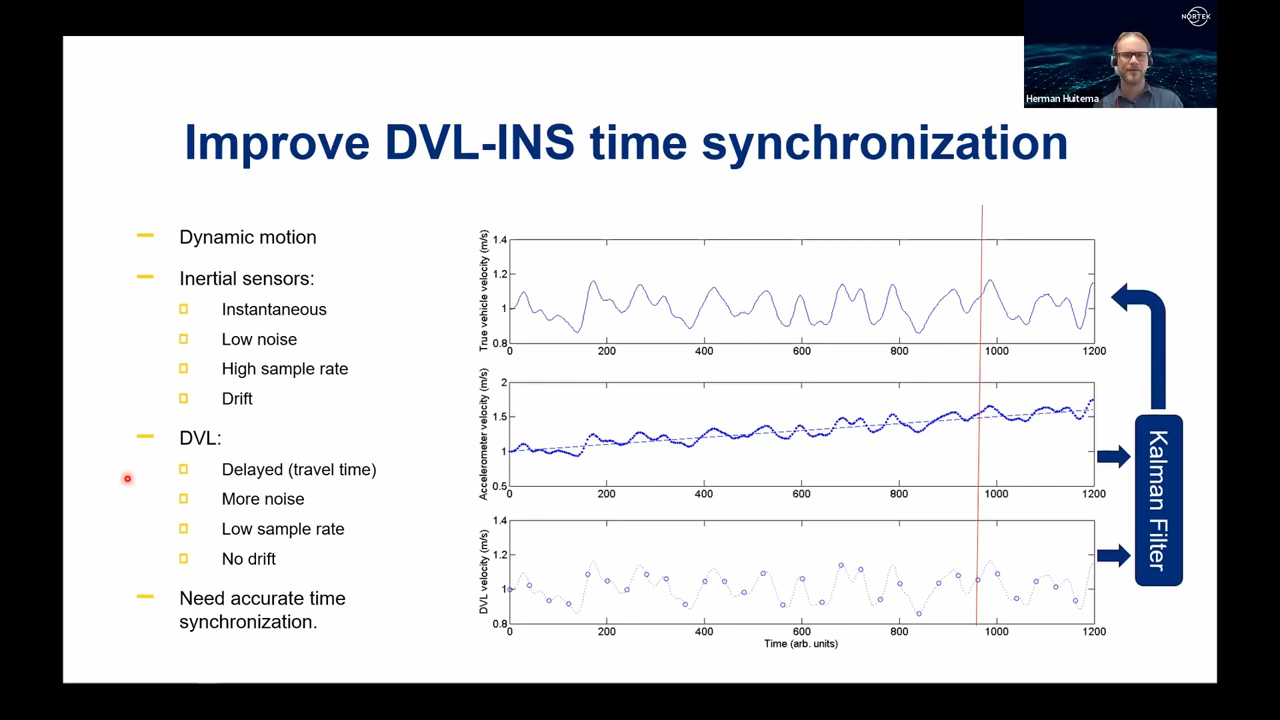 NORTEK
Herman Huitema
Improve DVL-INS time synchronization
Dynamic motion
Inertial sensors:
Instantaneous
Low noise
High sample rate
Drift
DVL:
Delayed (travel time)
More noise
Low sample rate
No drift
Need accurate time
synchronization.
True vehicle velocity (m/s)
1.4
1.2
1
0.8
0 200 400 600 800 1000 1200
Accelerometer velocity (m/s)
2
1.5
1
0.5
0 200 400 600 800 1000 1200
DVL velocity (m/s)
1.4
1.2
1
0.8
0 200 400 600 800 1000 1200
Time (arb. units)
Kalman Filter